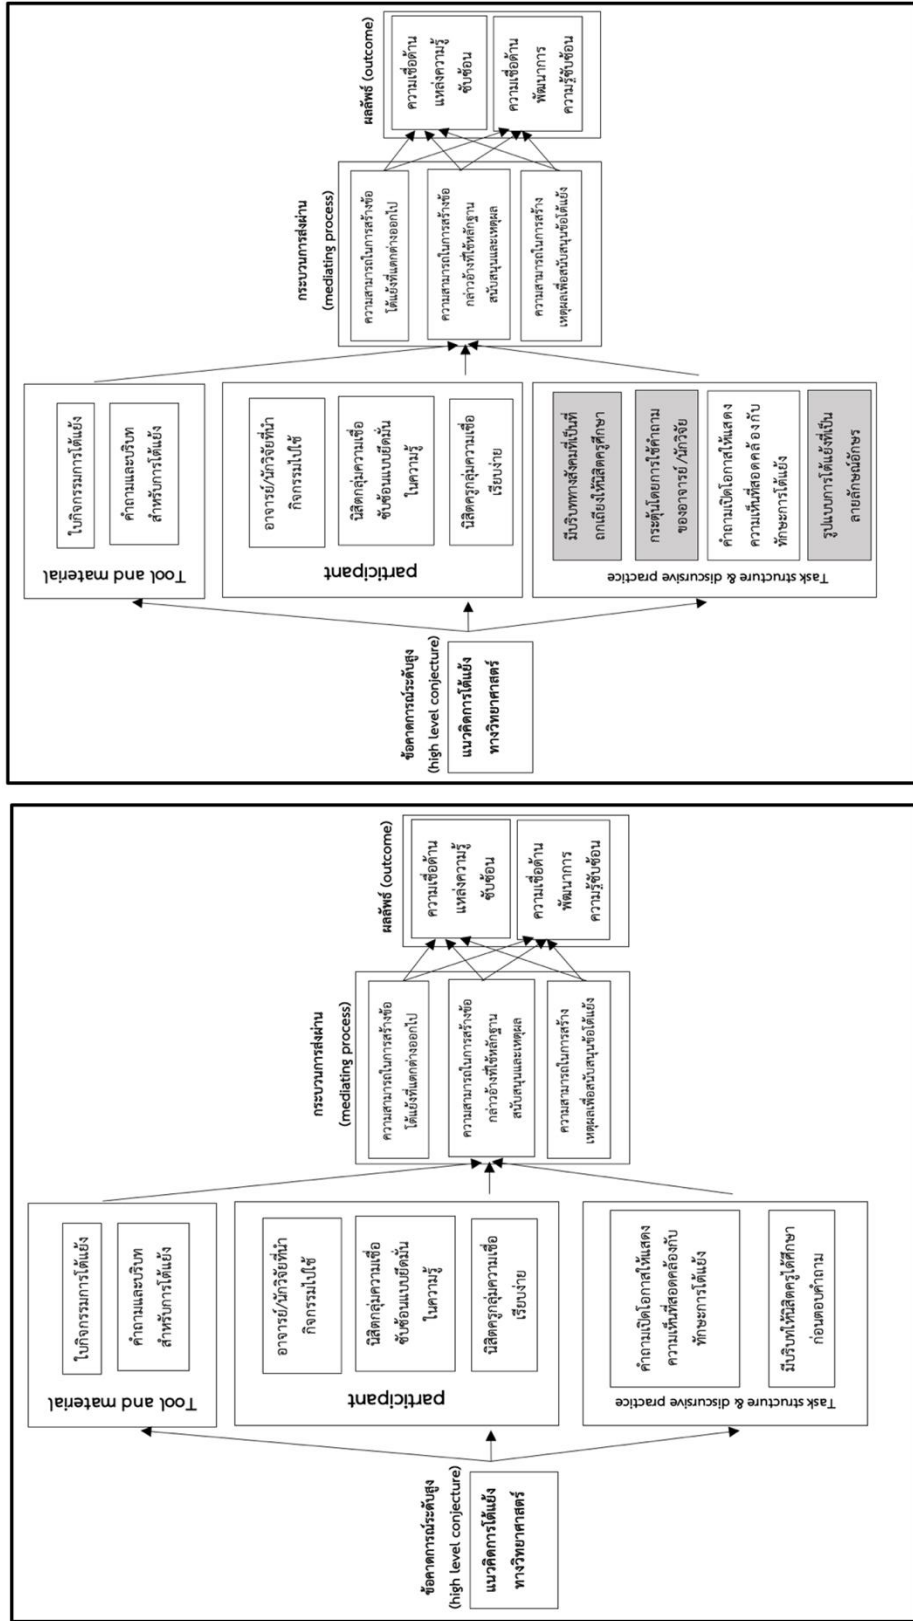 ข้อคาดการณ์ระดับสูง
(high level conjecture)
แนวคิดการโต้แย้ง
ทางวิทยาศาสตร์
Tool and material
ใบกิจกรรมการโต้แย้ง
คำถามและบริบท
สำหรับการโต้แย้ง
participant
อาจารย์/นักวิจัยที่นำ
กิจกรรมไปใช้
นิสิตกลุ่มความเชื่อ
ซับซ้อนแบบยึดมั่น
ในความรู้
นิสิตครูกลุ่มความเชื่อ
เรียบง่าย
Task structure & discursive practice
คำถามเปิดโอกาสให้แสดง
ความเห็นที่สอดคล้องกับ
ทักษะการโต้แย้ง
มีบริบทให้นิสิตครูได้ศึกษา
ก่อนตอบคำถาม
กระบวนการส่งผ่าน
(mediating process)
ความสามารถในการสร้างข้อ
โต้แย้งที่แตกต่างออกไป
ความสามารถในการสร้างข้อ
กล่าวอ้างที่ใช้หลักฐาน
สนับสนุนและเหตุผล
ความสามารถในการสร้าง
เหตุผลเพื่อสนับสนุนข้อโต้แย้ง
ผลลัพธ์ (outcome)
ความเชื่อด้าน
แหล่งความรู้
ซับซ้อน
ความเชื่อด้าน
พัฒนาการ
ความรู้ซับซ้อน
ข้อคาดการณ์ระดับสูง
(high level conjecture)
แนวคิดการโต้แย้ง
ทางวิทยาศาสตร์
Tool and material
ใบกิจกรรมการโต้แย้ง
คำถามและบริบท
สำหรับการโต้แย้ง
participant
อาจารย์/นักวิจัยที่นำ
กิจกรรมไปใช้
นิสิตกลุ่มความเชื่อ
ซับซ้อนแบบยึดมั่น
ในความรู้
นิสิตครูกลุ่มความเชื่อ
เรียบง่าย
Task structure & discursive practice
มีบริบททางสังคมที่เป็นที่
ถกเถียงให้นิสิตครูศึกษา
กระตุ้นโดยการใช้คำถาม
ของอาจารย์ /นักวิจัย
คำถามเปิดโอกาสให้แสดง
ความเห็นที่สอดคล้องกับ
ทักษะการโต้แย้ง
รูปแบบการโต้แย้งที่เป็น
ลายลักษณ์อักษร
กระบวนการส่งผ่าน
(mediating process)
ความสามารถในการสร้างข้อ
โต้แย้งที่แตกต่างออกไป
ความสามารถในการสร้างข้อ
กล่าวอ้างที่ใช้หลักฐาน
สนับสนุนและเหตุผล
ความสามารถในการสร้าง
เหตุผลเพื่อสนับสนุนข้อโต้แย้ง
ผลลัพธ์ (outcome)
ความเชื่อด้าน
แหล่งความรู้
ซับซ้อน
ความเชื่อด้าน
พัฒนาการ
ความรู้ซับซ้อน